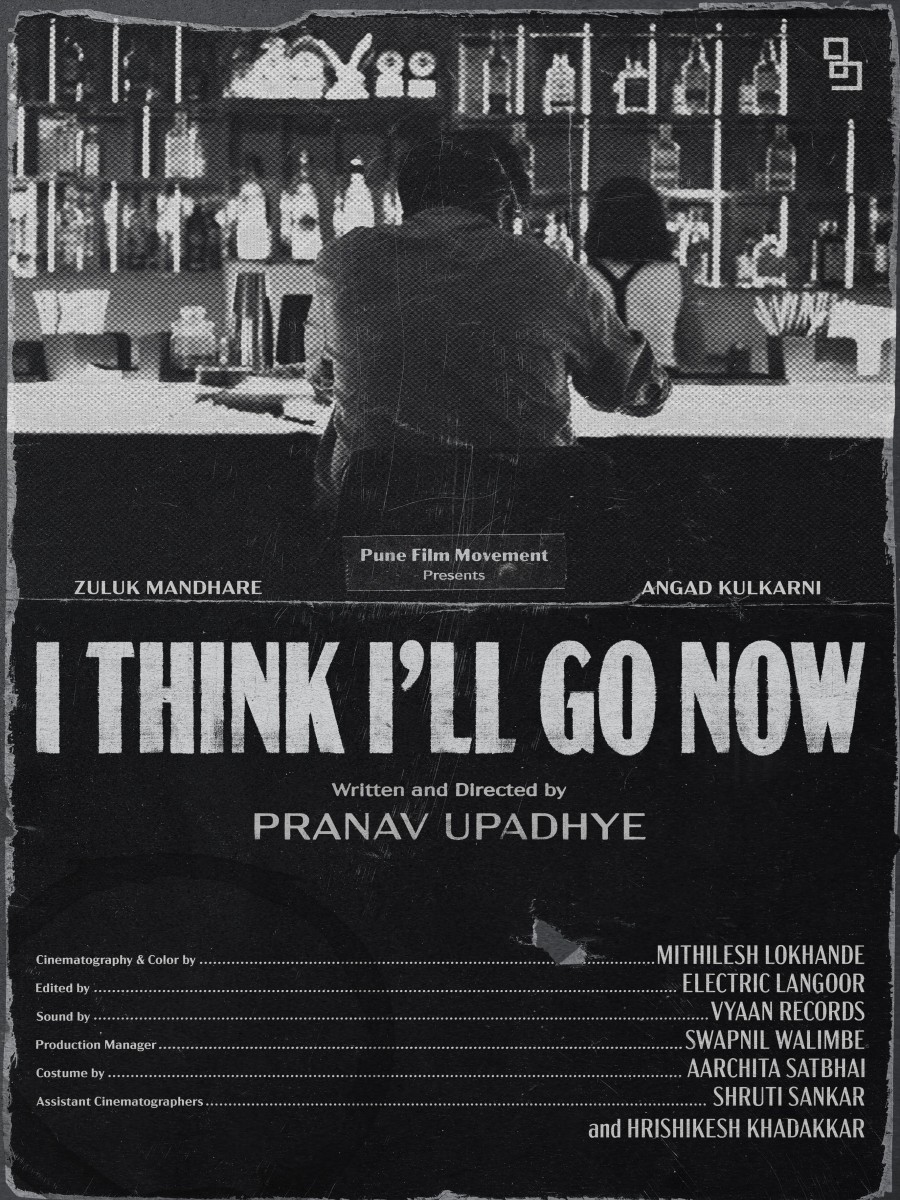 Pune Film Movement
Presents
ZULUK MANDHARE
ANGAD KULKARNI
I THINK I'LL GO NOW
Written and Directed by
PRANAV UPADHYE
Cinematography & Color by ........ MITHILESH LOKHANDE
Edited by ........ ELECTRIC LANGOOR
Sound by ........ VYAAN RECORDS
Production Manager ........ SWAPNIL WALIMBE
Costume by ........ AARCHITA SATBHAI
Assistant Cinematographers ........ SHRUTI SANKAR
and HRISHIKESH KHADAKKAR